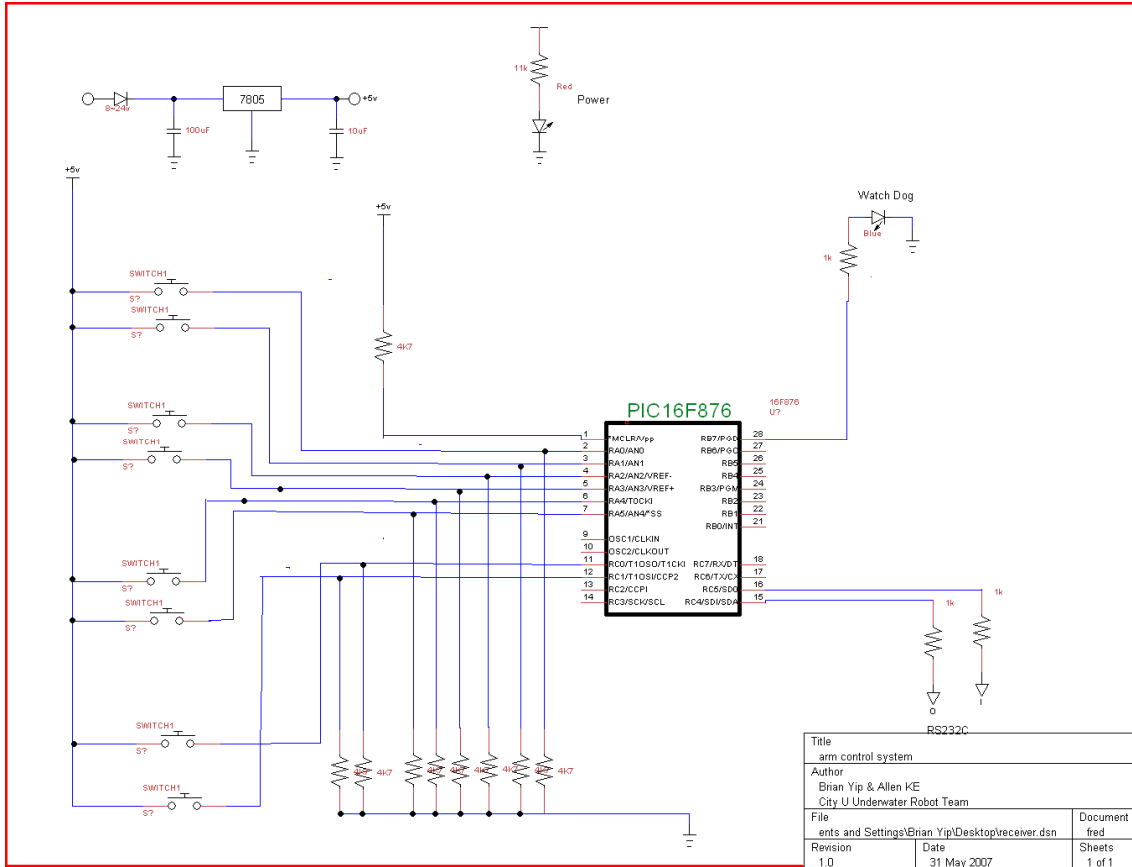 11k
Red
Power
7805
+5v
8~24v
100uF
10uF
+5v
+5v
Watch Dog
Blue
1k
SWITCH1
S?
SWITCH1
S?
4K7
SWITCH1
S?
SWITCH1
S?
SWITCH1
S?
SWITCH1
S?
SWITCH1
S?
SWITCH1
S?
PIC16F876
16F876
U?
1 *MCLR/Vpp
2 RA0/AN0
3 RA1/AN1
4 RA2/AN2/VREF-
5 RA3/AN3/VREF+
6 RA4/T0CKI
7 RA5/AN4/*SS
9 OSC1/CLKIN
10 OSC2/CLKOUT
11 RC0/T1OSO/T1CKI
12 RC1/T1OSI/CCP2
13 RC2/CCPI
14 RC3/SCK/SCL
RB7/PGD 28
RB6/PGC 27
RB5 26
RB4 25
RB3/PGM 24
RB2 23
RB1 22
RB0/INT 21
RC7/RX/DT 18
RC6/TX/CX 17
RC5/SDO 16
RC4/SDI/SDA 15
1k
1k
0
I
RS232C
4K7
4K7
4K7
4K7
4K7
4K7
4K7
4K7
Title
arm control system
Author
Brian Yip & Allen KE
City U Underwater Robot Team
File
ents and Settings\Brian Yip\Desktop\receiver.dsn
Document
fred
Revision
1.0
Date
31 May 2007
Sheets
1 of 1